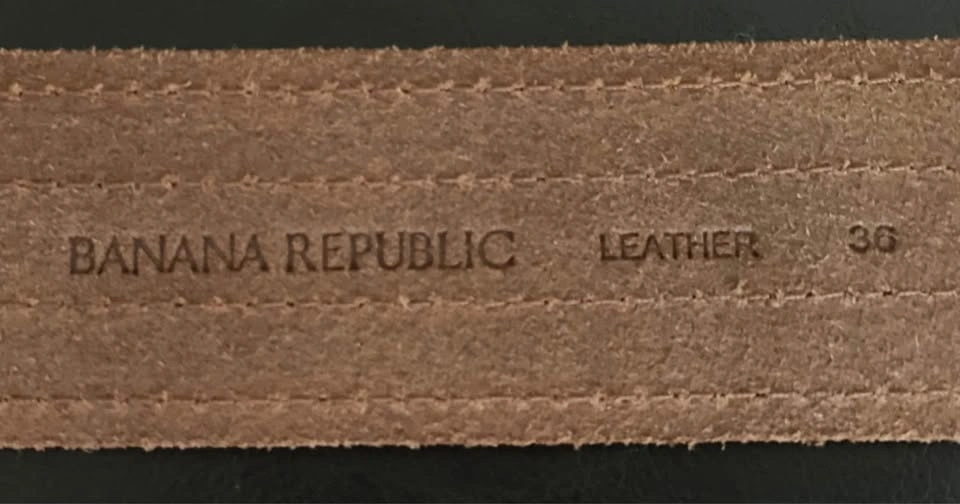 BANANA REPUBLIC LEATHER 36